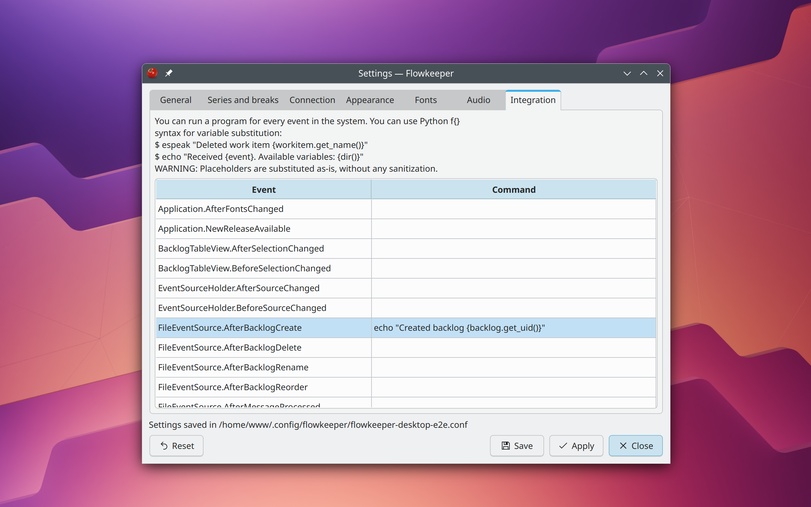 Settings — Flowkeeper
General Series and breaks Connection Appearance Fonts Audio Integration
You can run a program for every event in the system. You can use Python f{}
syntax for variable substitution:
$ espeak "Deleted work item {workitem.get_name()}"
$ echo "Received {event}. Available variables: {dir()}"
WARNING: Placeholders are substituted as-is, without any sanitization.
Event Command
Application.AfterFontsChanged
Application.NewReleaseAvailable
BacklogTableView.AfterSelectionChanged
BacklogTableView.BeforeSelectionChanged
EventSourceHolder.AfterSourceChanged
EventSourceHolder.BeforeSourceChanged
FileEventSource.AfterBacklogCreate echo "Created backlog {backlog.get_uid()}"
FileEventSource.AfterBacklogDelete
FileEventSource.AfterBacklogRename
FileEventSource.AfterBacklogReorder
FileEventSource.AfterMessageProcessed
Settings saved in /home/www/.config/flowkeeper/flowkeeper-desktop-e2e.conf
Reset Save Apply Close